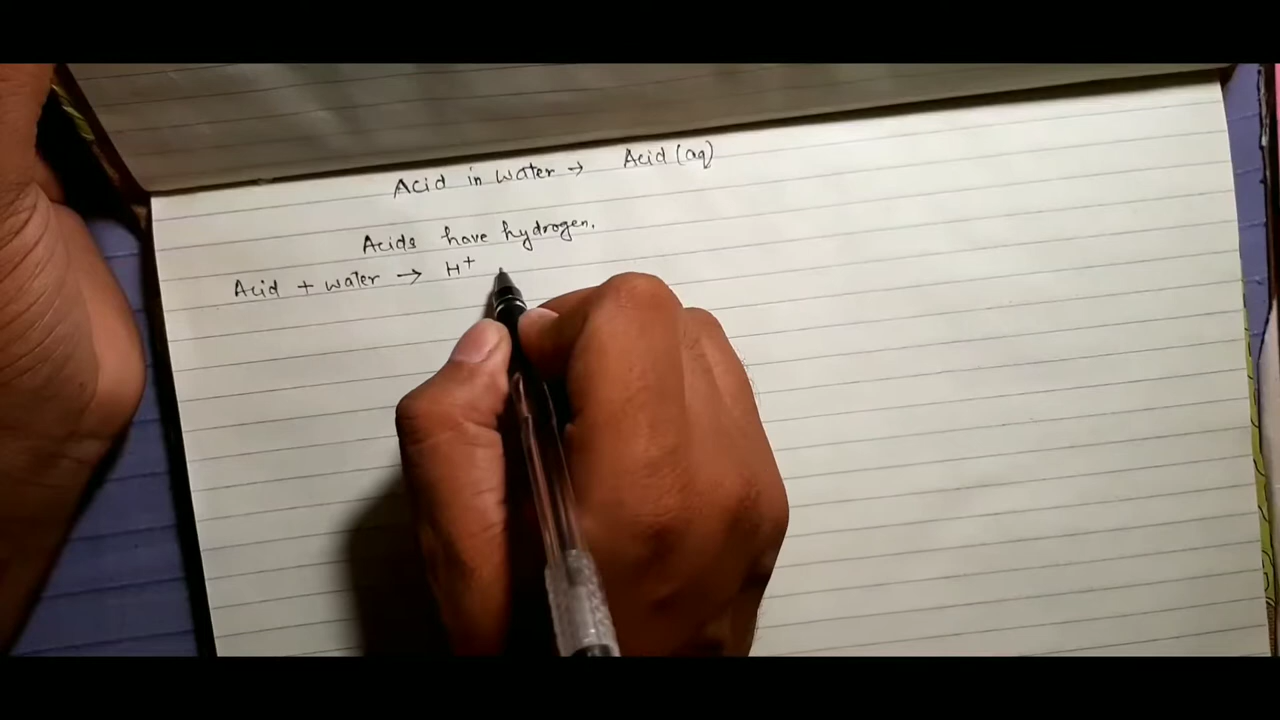 Acid in water → Acid (aq)
Acids have hydrogen.
Acid + water → H⁺